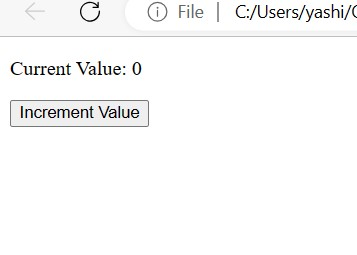 File | C:/Users/yashi/
Current Value: 0
Increment Value